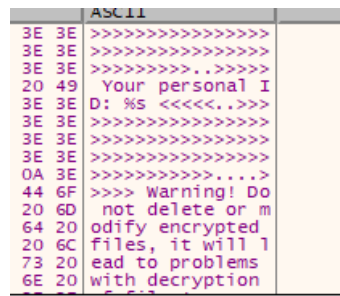 ASCII
3E 3E >>>>>>>>>>>>>>>>
3E 3E >>>>>>>>>>>>>>>>
3E 3E >>>>>>>>>..>>>>>
20 49 Your personal I
3E 3E D: %s <<<<<..>>>
3E 3E >>>>>>>>>>>>>>>>
3E 3E >>>>>>>>>>>>>>>>
3E 3E >>>>>>>>>>>>>>>>
0A 3E >>>>>>>>>>>....>
44 6F >>>> Warning! Do
20 6D not delete or m
64 20 odify encrypted
20 6C files, it will l
73 20 ead to problems
6E 20 with decryption